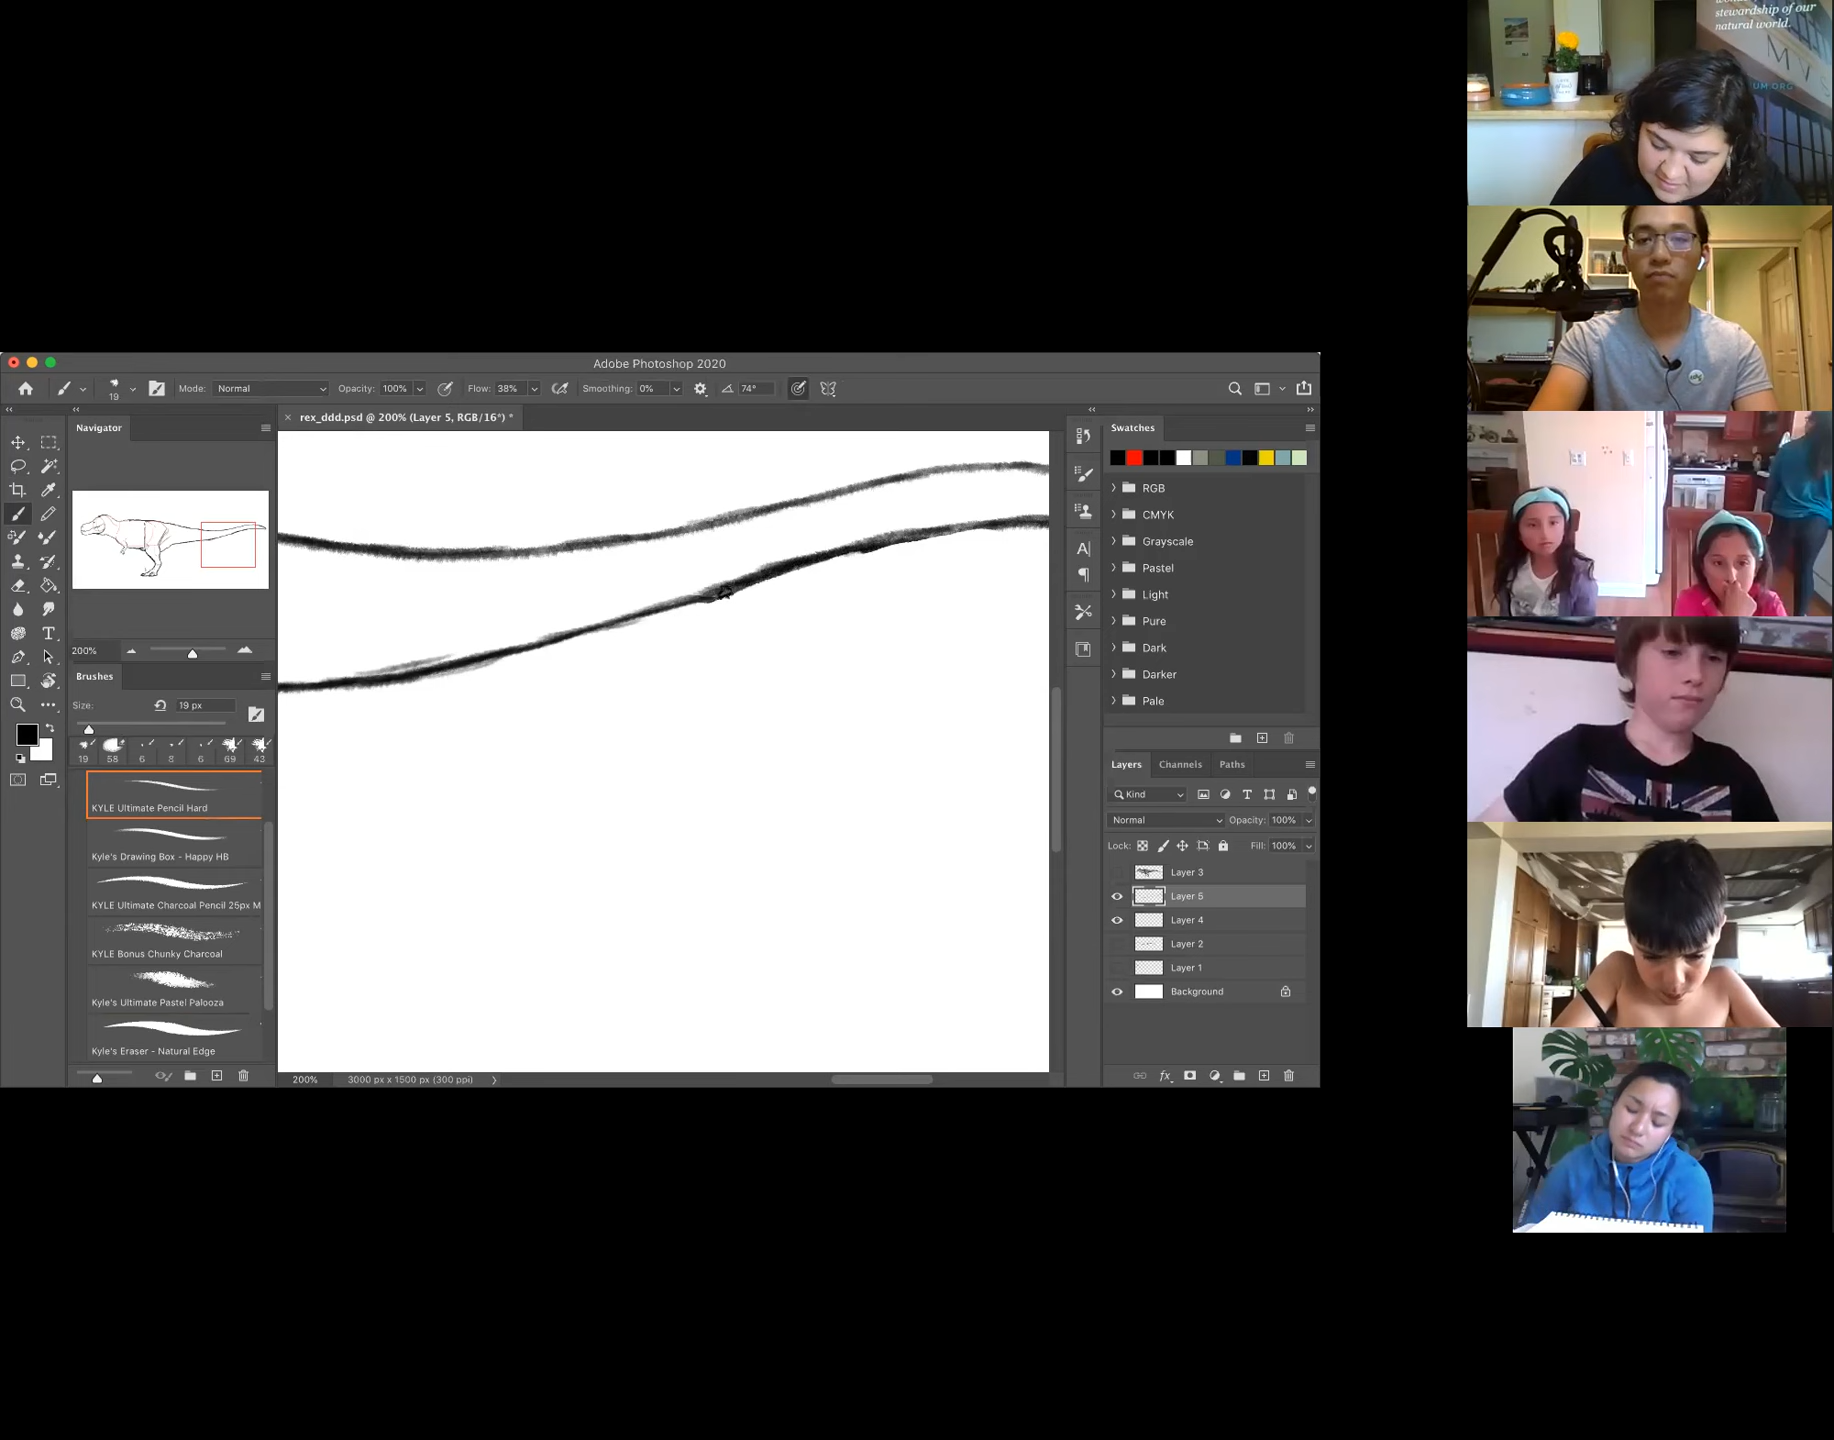 stewardship of our
natural world.
M V S
UM.ORG
Adobe Photoshop 2020
19
Mode: Normal
Opacity: 100%
Flow: 38%
Smoothing: 0%
74°
rex_ddd.psd @ 200% (Layer 5, RGB/16*) *
Navigator
200%
Brushes
Size:
19 px
19 58 6 8 6 69 43
KYLE Ultimate Pencil Hard
Kyle's Drawing Box - Happy HB
KYLE Ultimate Charcoal Pencil 25px M
KYLE Bonus Chunky Charcoal
Kyle's Ultimate Pastel Palooza
Kyle's Eraser - Natural Edge
200%
3000 px x 1500 px (300 ppi)
Swatches
RGB
CMYK
Grayscale
Pastel
Light
Pure
Dark
Darker
Pale
Layers Channels Paths
Kind
Normal
Opacity: 100%
Lock:
Fill: 100%
Layer 3
Layer 5
Layer 4
Layer 2
Layer 1
Background
fx